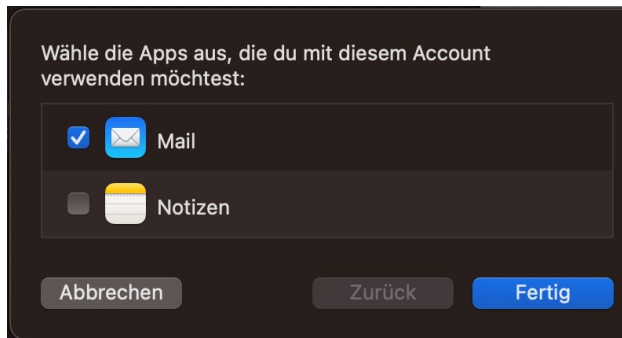 Wähle die Apps aus, die du mit diesem Account
verwenden möchtest:
Mail
Notizen
Abbrechen
Zurück
Fertig